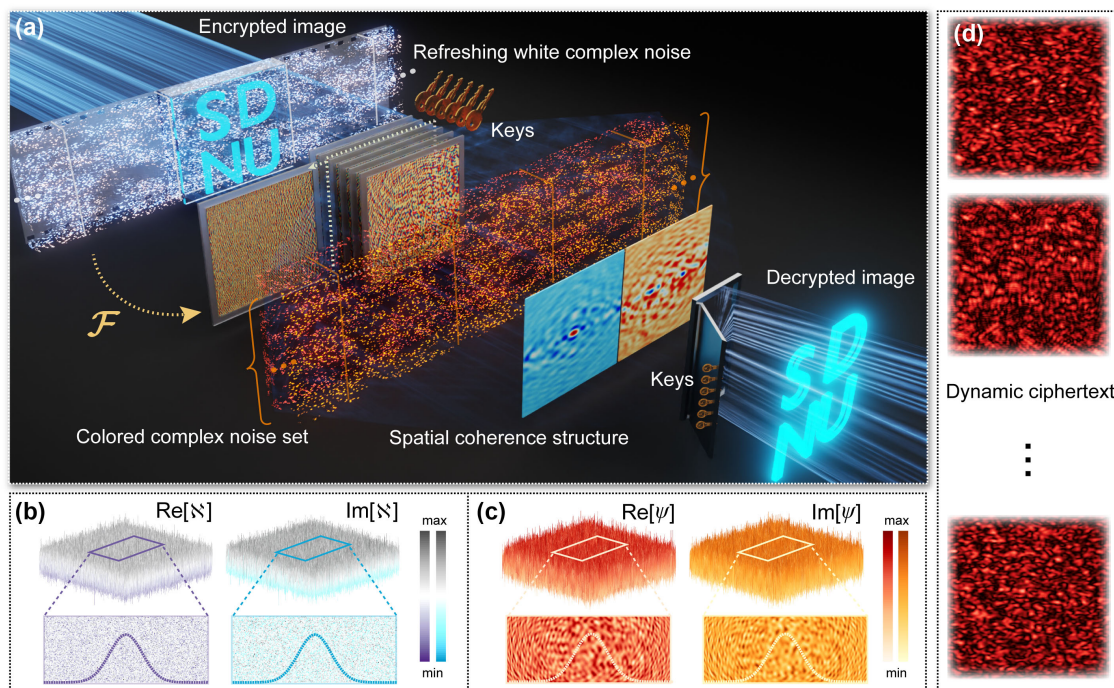 (a)
Encrypted image
Refreshing white complex noise
Keys
SD
NU
ℱ
Colored complex noise set
Spatial coherence structure
Keys
Decrypted image
SD
NU
(b)
Re[ℵ]
Im[ℵ]
max
min
(c)
Re[ψ]
Im[ψ]
max
min
(d)
Dynamic ciphertext
⋮